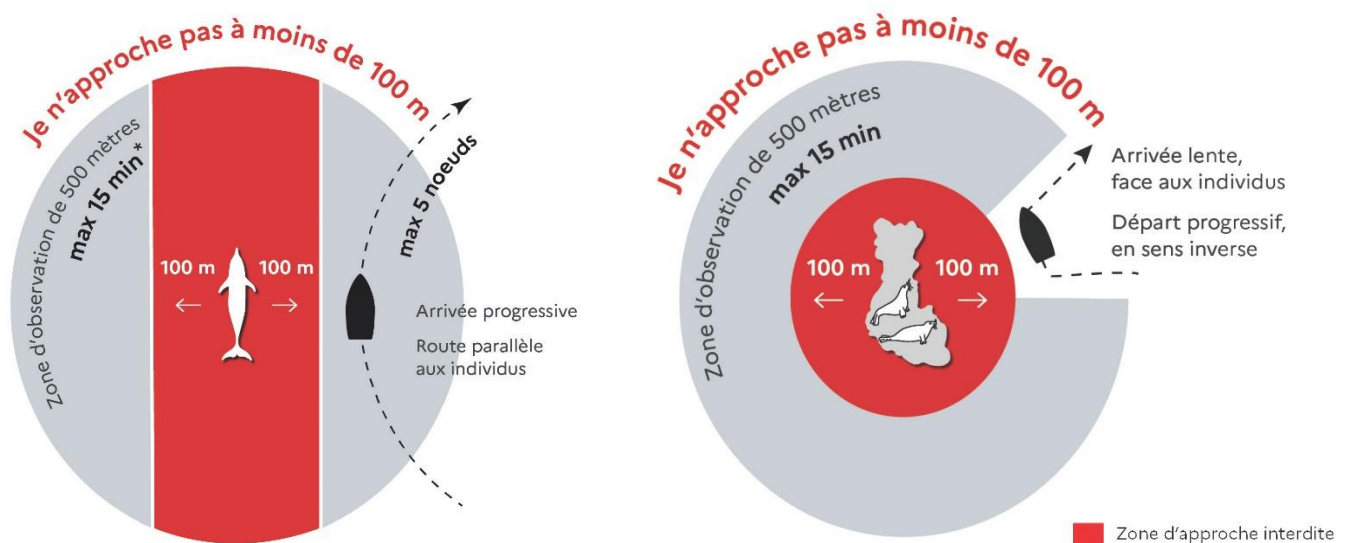 Je n'approche pas à moins de 100 m
Zone d'observation de 500 mètres
max 15 min*
max 5 noeuds
100 m
100 m
Arrivée progressive
Route parallèle
aux individus
Je n'approche pas à moins de 100 m
Zone d'observation de 500 mètres
max 15 min
100 m
100 m
Arrivée lente,
face aux individus
Départ progressif,
en sens inverse
Zone d'approche interdite